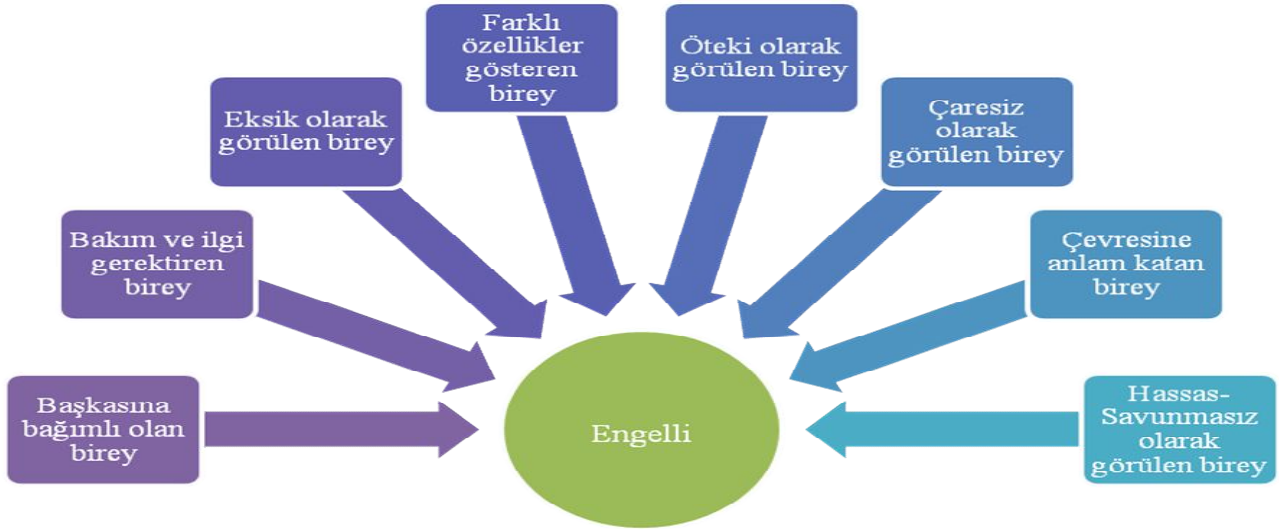 Başkasına
bağımlı olan
birey
Bakım ve ilgi
gerektiren
birey
Eksik olarak
görülen birey
Farklı
özellikler
gösteren
birey
Öteki olarak
görülen birey
Çaresiz
olarak
görülen birey
Çevresine
anlam katan
birey
Hassas-
Savunmasız
olarak
görülen birey
Engelli